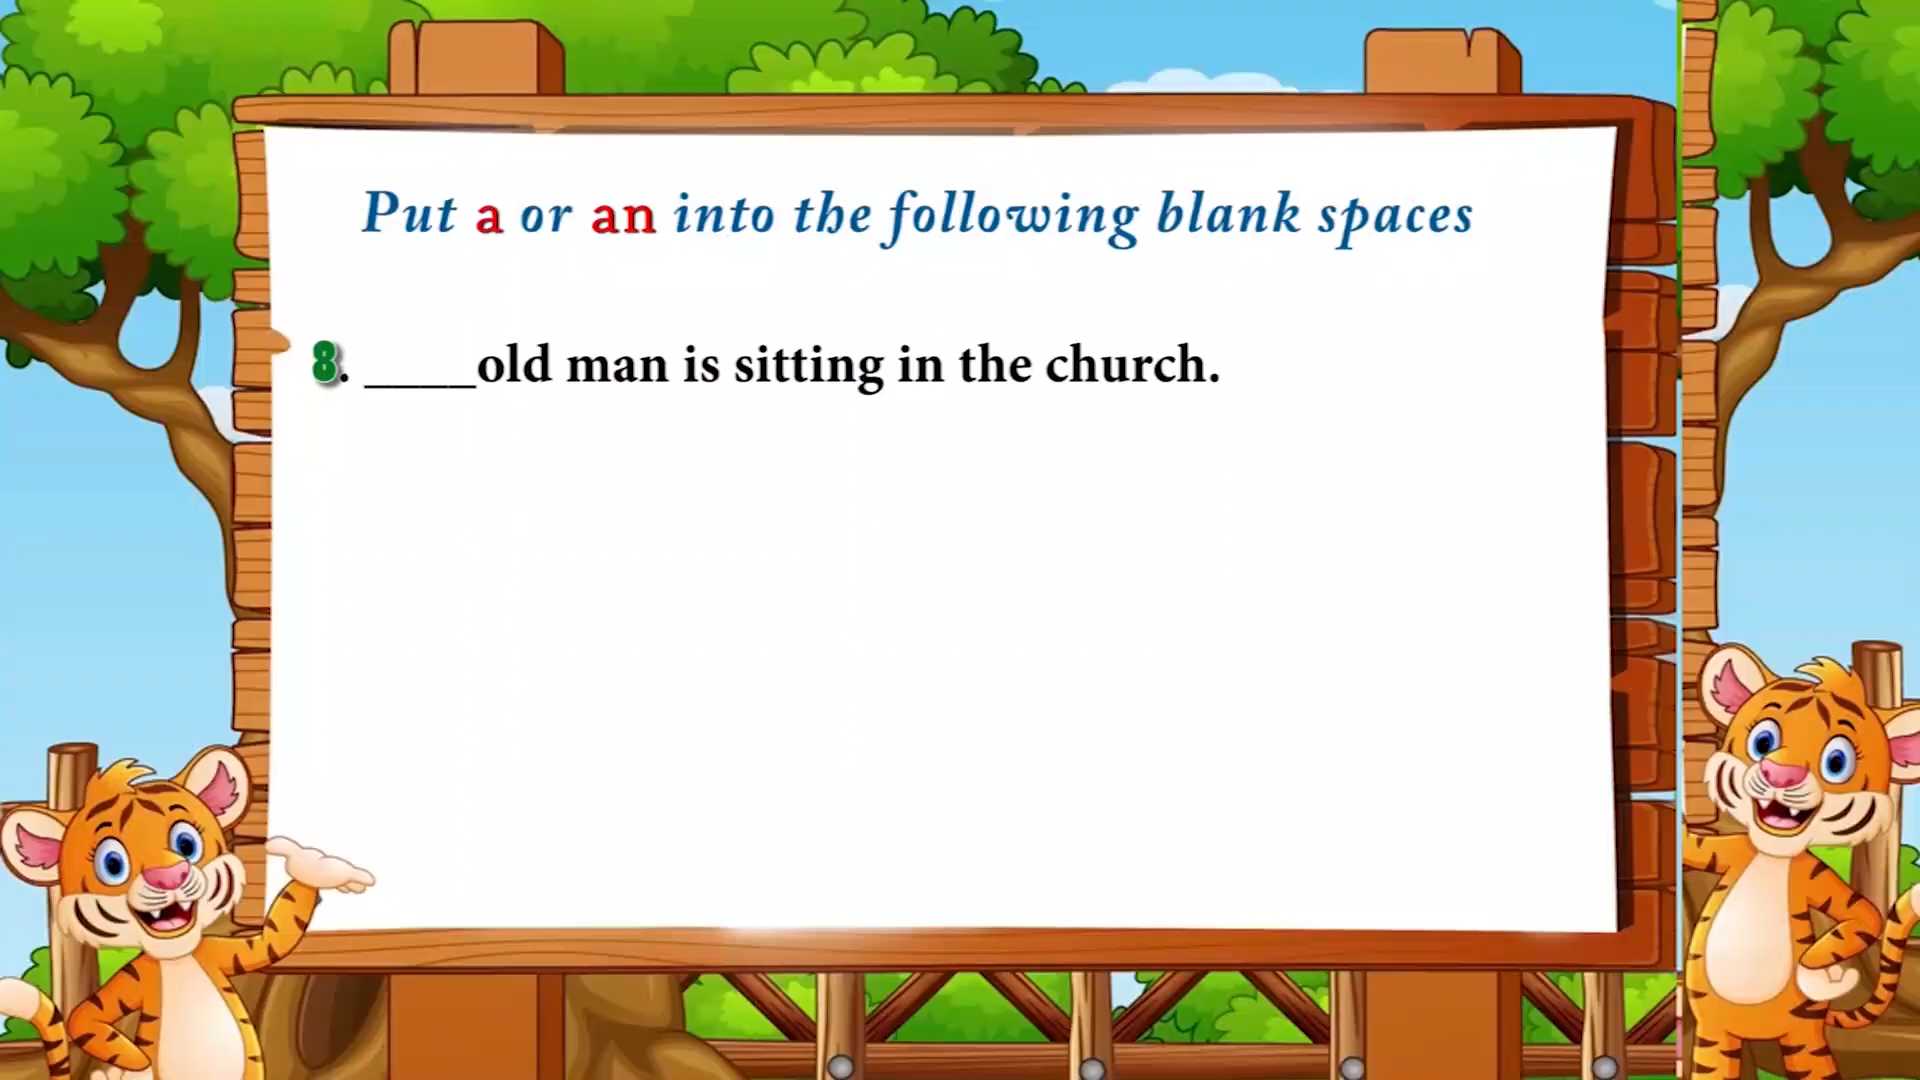 Put a or an into the following blank spaces
8. ____old man is sitting in the church.